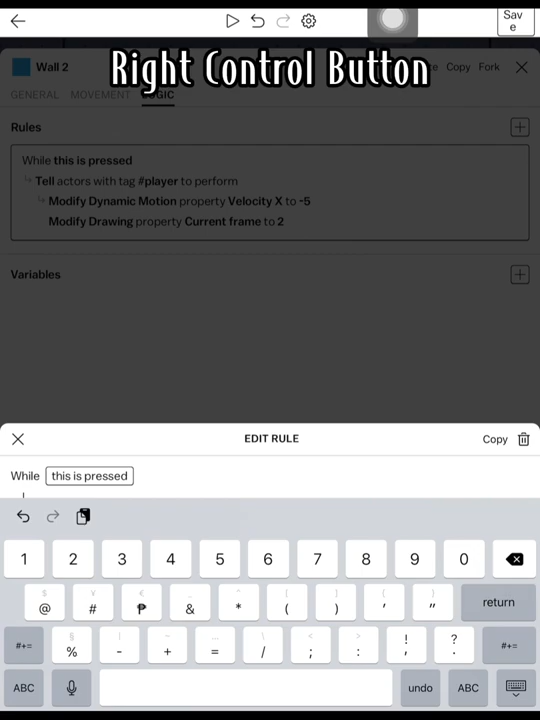 Sav
e
Right Control Button
Wall 2
Copy Fork
GENERAL MOVEMENT LOGIC
Rules
While this is pressed
Tell actors with tag #player to perform
Modify Dynamic Motion property Velocity X to -5
Modify Drawing property Current frame to 2
Variables
EDIT RULE
Copy
While this is pressed
1 2 3 4 5 6 7 8 9 0
$ ¥ € _ ^ [ ] { }
@ # ₱ & * ( ) ' "
return
§ | ~ … \ < > ! ?
#+= % - + = / ; : , . #+=
ABC undo ABC